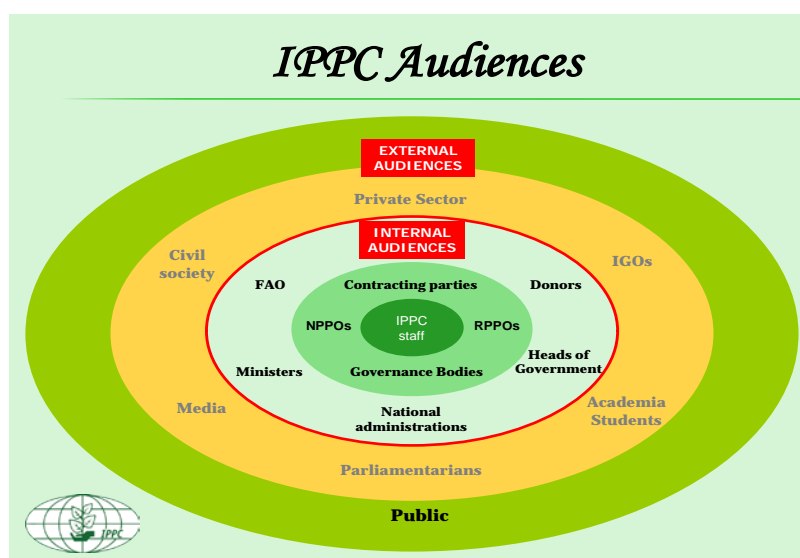 IPPC Audiences
EXTERNAL
AUDIENCES
Private Sector
INTERNAL
AUDIENCES
Civil
society
IGOs
FAO
Contracting parties
Donors
NPPOs
IPPC
staff
RPPOs
Ministers
Governance Bodies
Heads of
Government
Media
National
administrations
Academia
Students
Parliamentarians
Public
IPPC